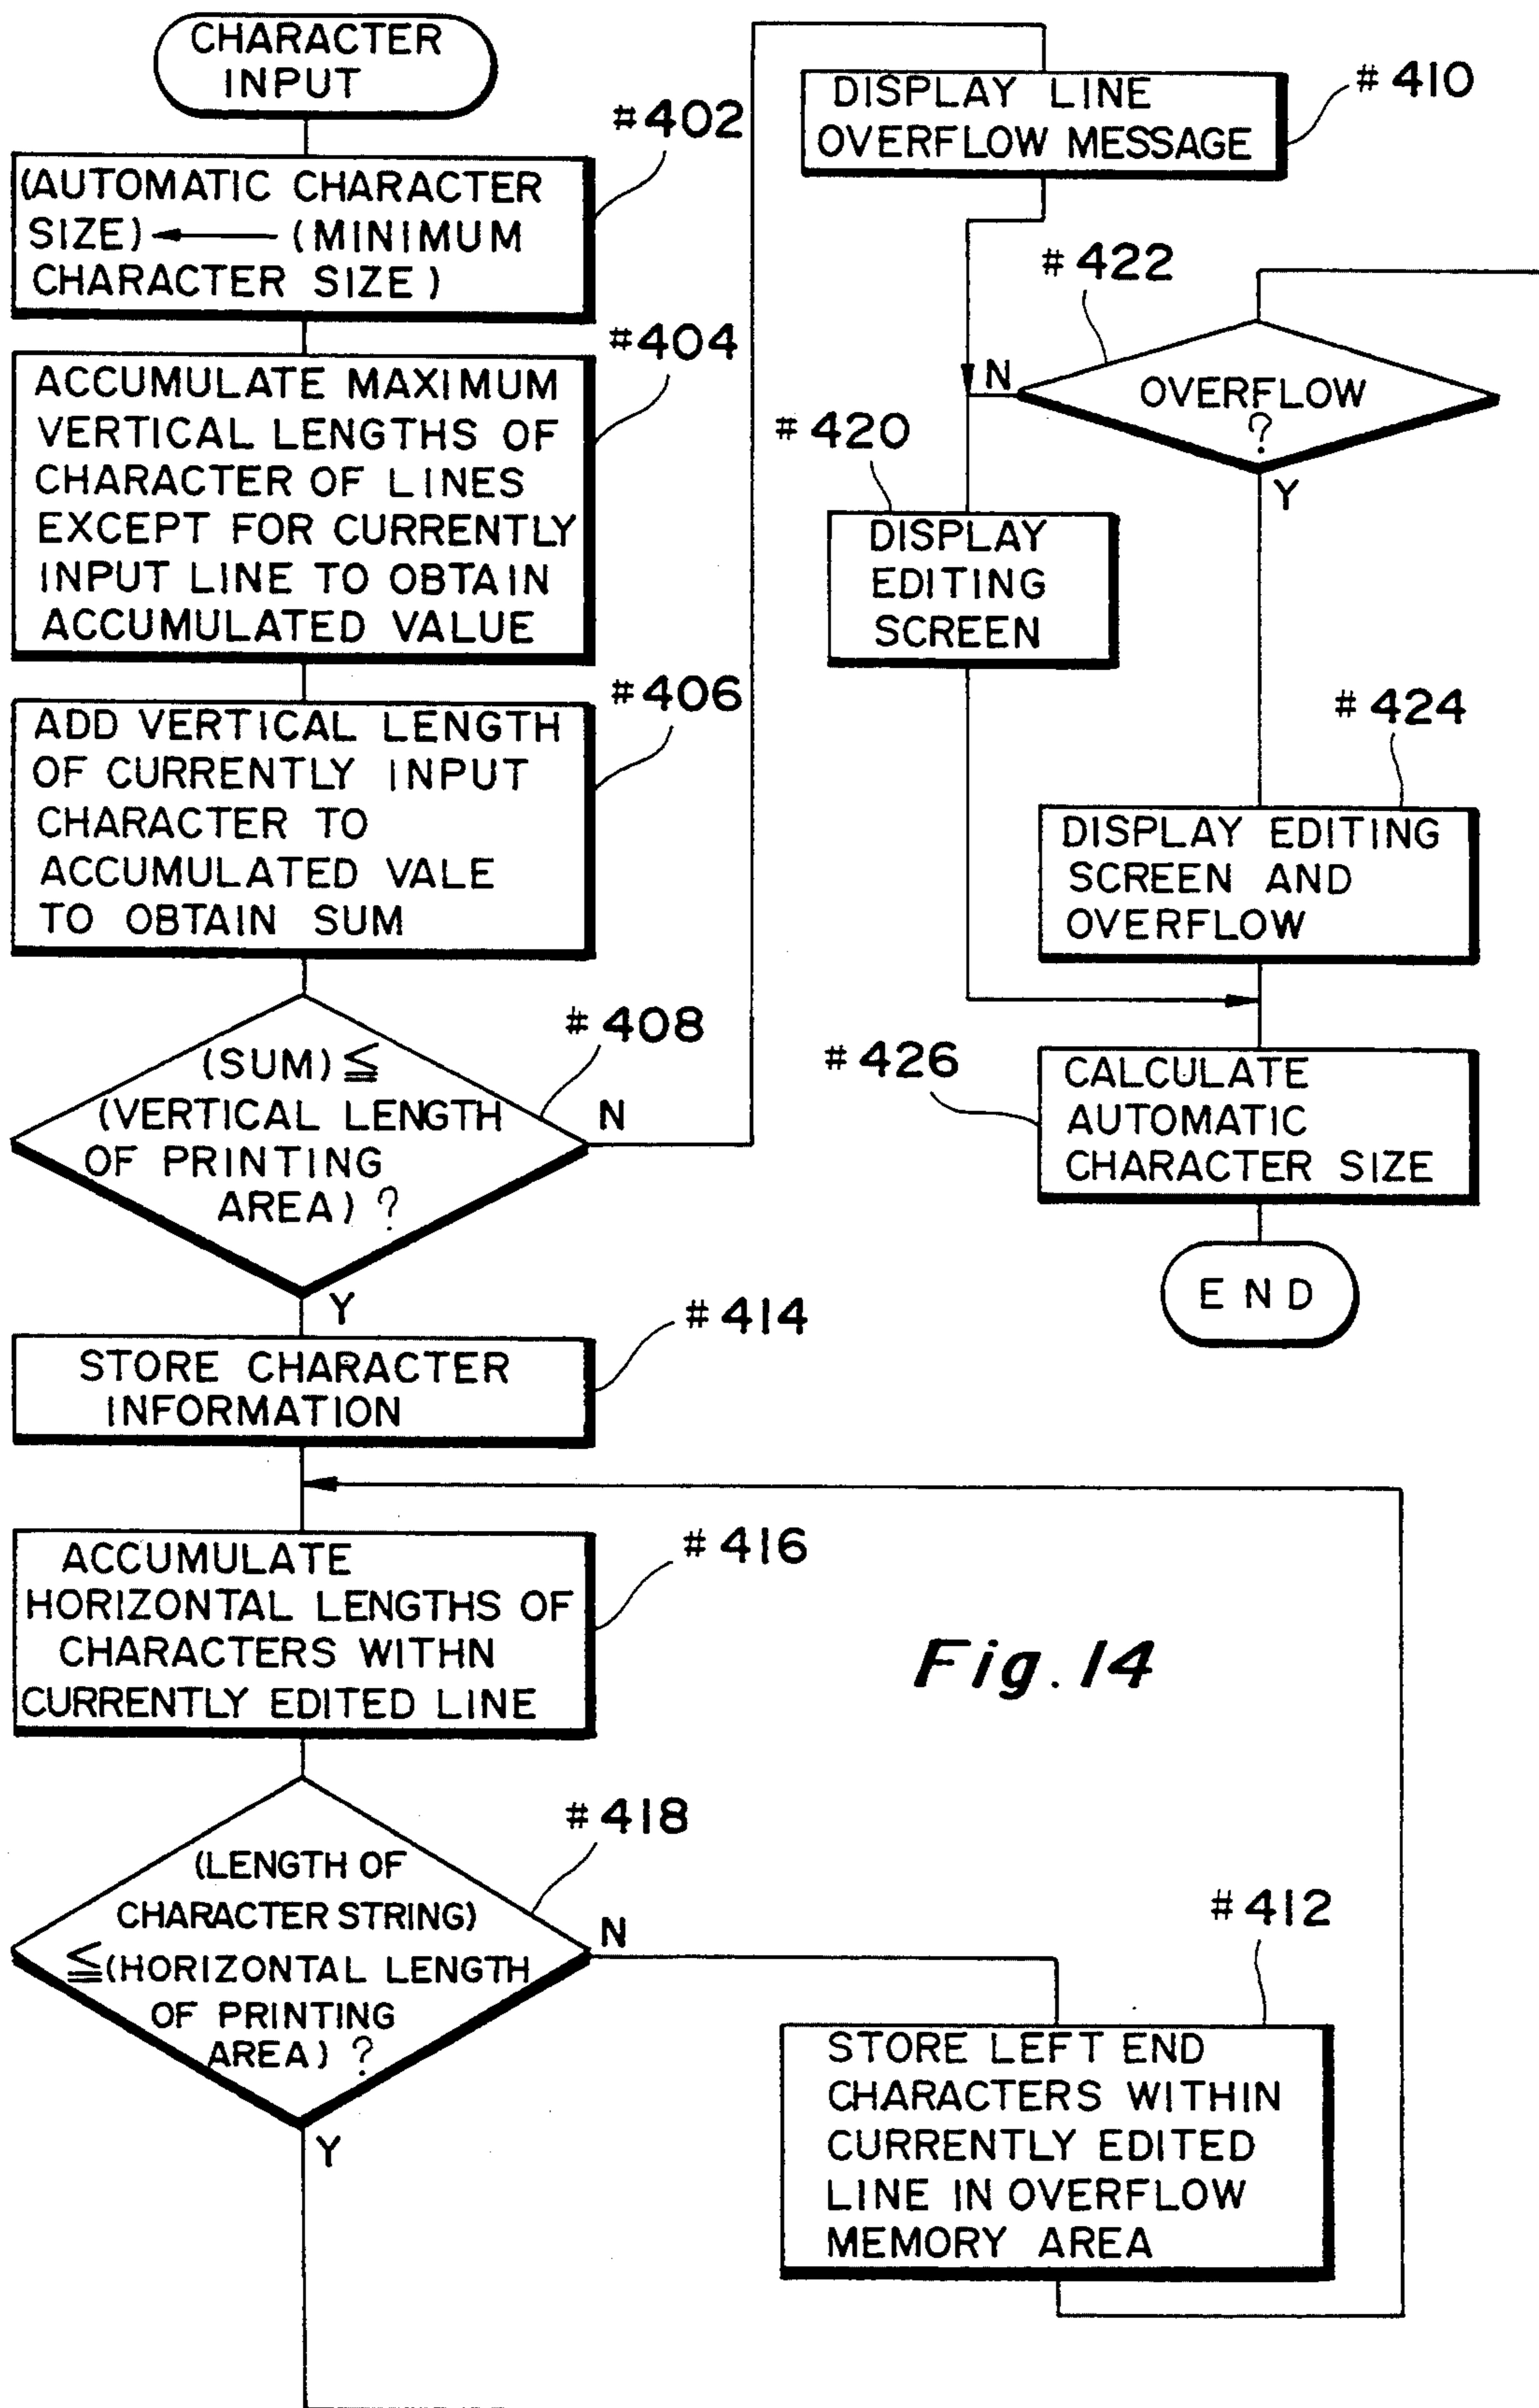 CHARACTER
INPUT
#402
(AUTOMATIC CHARACTER
SIZE) ← (MINIMUM
CHARACTER SIZE)
#404
ACCUMULATE MAXIMUM
VERTICAL LENGTHS OF
CHARACTER OF LINES
EXCEPT FOR CURRENTLY
INPUT LINE TO OBTAIN
ACCUMULATED VALUE
#406
ADD VERTICAL LENGTH
OF CURRENTLY INPUT
CHARACTER TO
ACCUMULATED VALE
TO OBTAIN SUM
#408
(SUM) ≦
(VERTICAL LENGTH
OF PRINTING
AREA) ?
N
Y
#414
STORE CHARACTER
INFORMATION
#416
ACCUMULATE
HORIZONTAL LENGTHS OF
CHARACTERS WITHN
CURRENTLY EDITED LINE
#418
(LENGTH OF
CHARACTER STRING)
≦(HORIZONTAL LENGTH
OF PRINTING
AREA) ?
N
Y
#412
STORE LEFT END
CHARACTERS WITHIN
CURRENTLY EDITED
LINE IN OVERFLOW
MEMORY AREA
#410
DISPLAY LINE
OVERFLOW MESSAGE
#422
OVERFLOW
?
N
Y
#420
DISPLAY
EDITING
SCREEN
#424
DISPLAY EDITING
SCREEN AND
OVERFLOW
#426
CALCULATE
AUTOMATIC
CHARACTER SIZE
END
Fig. 14